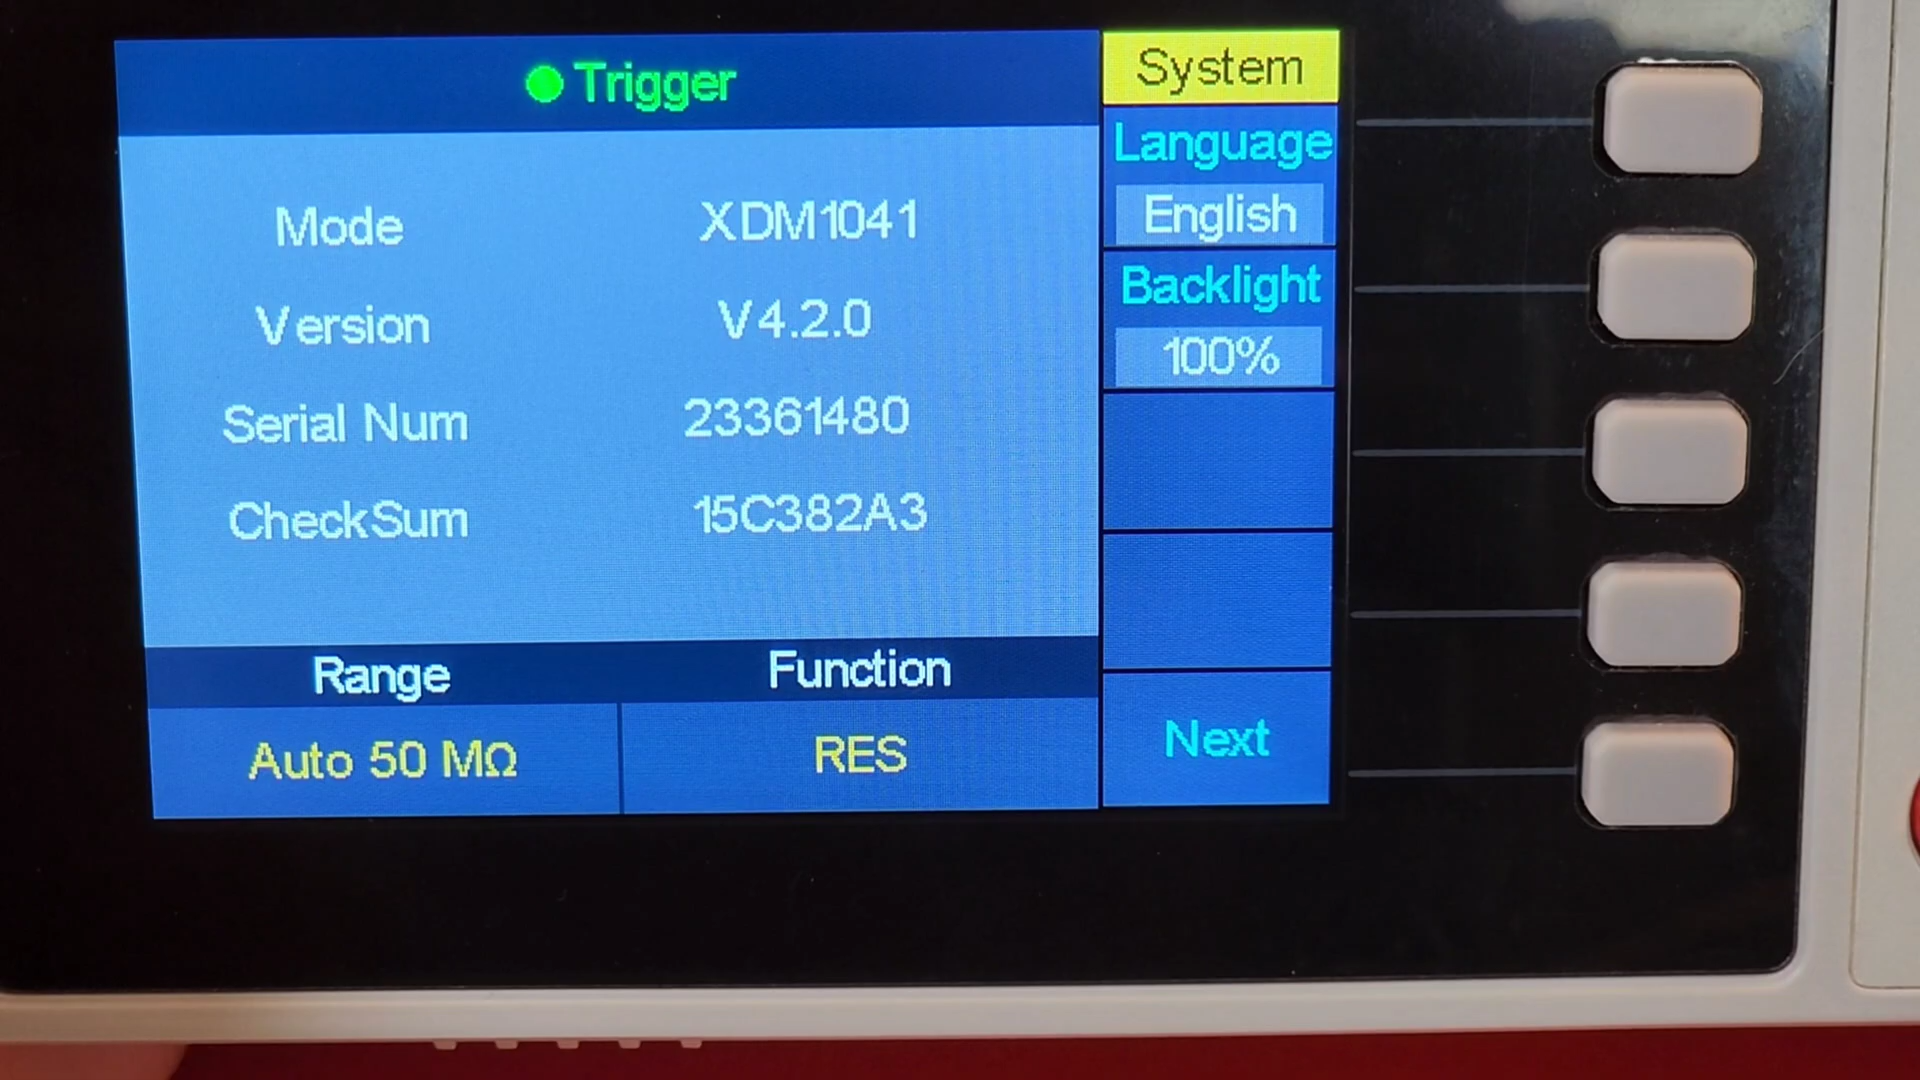 Trigger
Mode XDM1041
Version V4.2.0
Serial Num 23361480
CheckSum 15C382A3
Range Function
Auto 50 MΩ RES
System
Language
English
Backlight
100%
Next